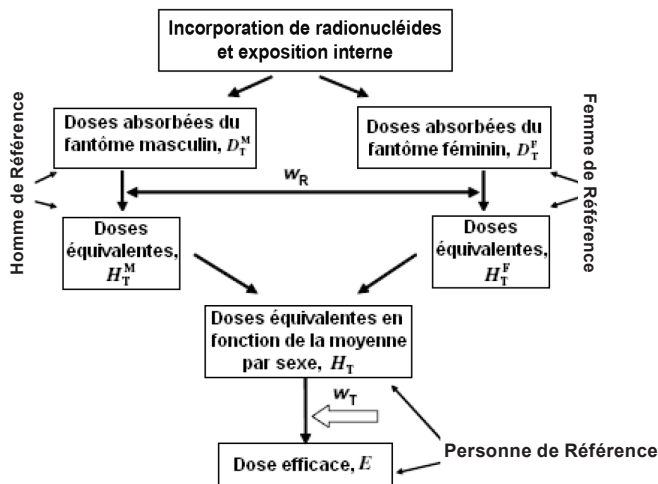 Incorporation de radionucléides
et exposition interne
Homme de Référence
Doses absorbées du
fantôme masculin, D_T^M
Doses absorbées du
fantôme féminin, D_T^F
Femme de Référence
w_R
Doses
équivalentes,
H_T^M
Doses
équivalentes,
H_T^F
Doses équivalentes en
fonction de la moyenne
par sexe, H_T
w_T
Personne de Référence
Dose efficace, E